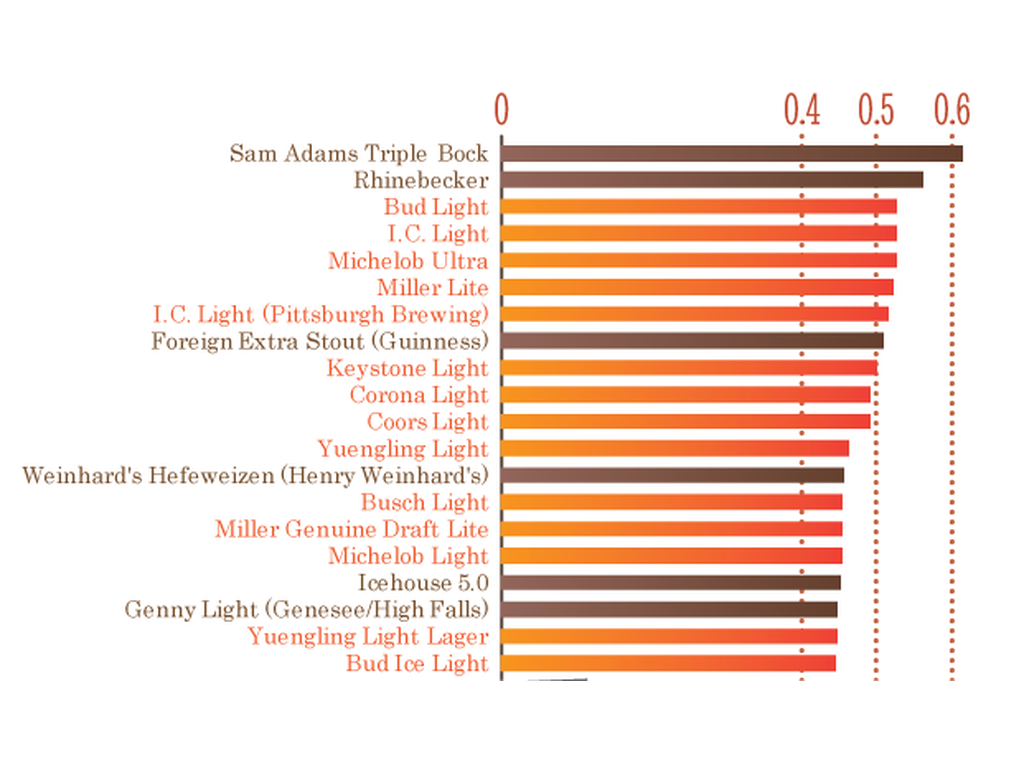 0 0.4 0.5 0.6
Sam Adams Triple Bock
Rhinebecker
Bud Light
I.C. Light
Michelob Ultra
Miller Lite
I.C. Light (Pittsburgh Brewing)
Foreign Extra Stout (Guinness)
Keystone Light
Corona Light
Coors Light
Yuengling Light
Weinhard's Hefeweizen (Henry Weinhard's)
Busch Light
Miller Genuine Draft Lite
Michelob Light
Icehouse 5.0
Genny Light (Genesee/High Falls)
Yuengling Light Lager
Bud Ice Light